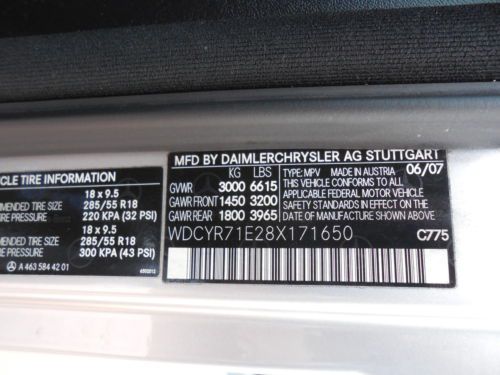 CLE TIRE INFORMATION
18 x 9.5
MENDED TIRE SIZE 285/55 R18
TIRE PRESSURE 220 KPA (32 PSI)
18 x 9.5
MENDED TIRE SIZE 285/55 R18
TIRE PRESSURE 300 KPA (43 PSI)
A 463 584 42 01
MFD BY DAIMLERCHRYSLER AG STUTTGART
KG LBS TYPE: MPV MADE IN AUSTRIA 06/07
GVWR 3000 6615 THIS VEHICLE CONFORMS TO ALL
GAWR FRONT 1450 3200 APPLICABLE FEDERAL MOTOR VEHICLE
GAWR REAR 1800 3965 SAFETY STANDARDS IN EFFECT ON THE
DATE OF MANUFACTURE SHOWN ABOVE
WDCYR71E28X171650 C775